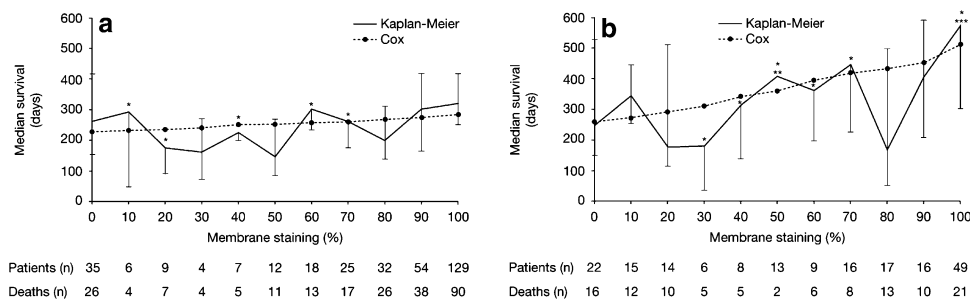 a
Kaplan-Meier
Cox
Median survival
(days)
600
500
400
300
200
100
0
0 10 20 30 40 50 60 70 80 90 100
* * * * *
Membrane staining (%)
Patients (n) 35 6 9 4 7 12 18 25 32 54 129
Deaths (n) 26 4 7 4 5 11 13 17 26 38 90
b
Kaplan-Meier
Cox
Median survival
(days)
600
500
400
300
200
100
0
0 10 20 30 40 50 60 70 80 90 100
* * * ** * * * ***
Membrane staining (%)
Patients (n) 22 15 14 6 8 13 9 16 17 16 49
Deaths (n) 16 12 10 5 5 2 6 8 13 10 21